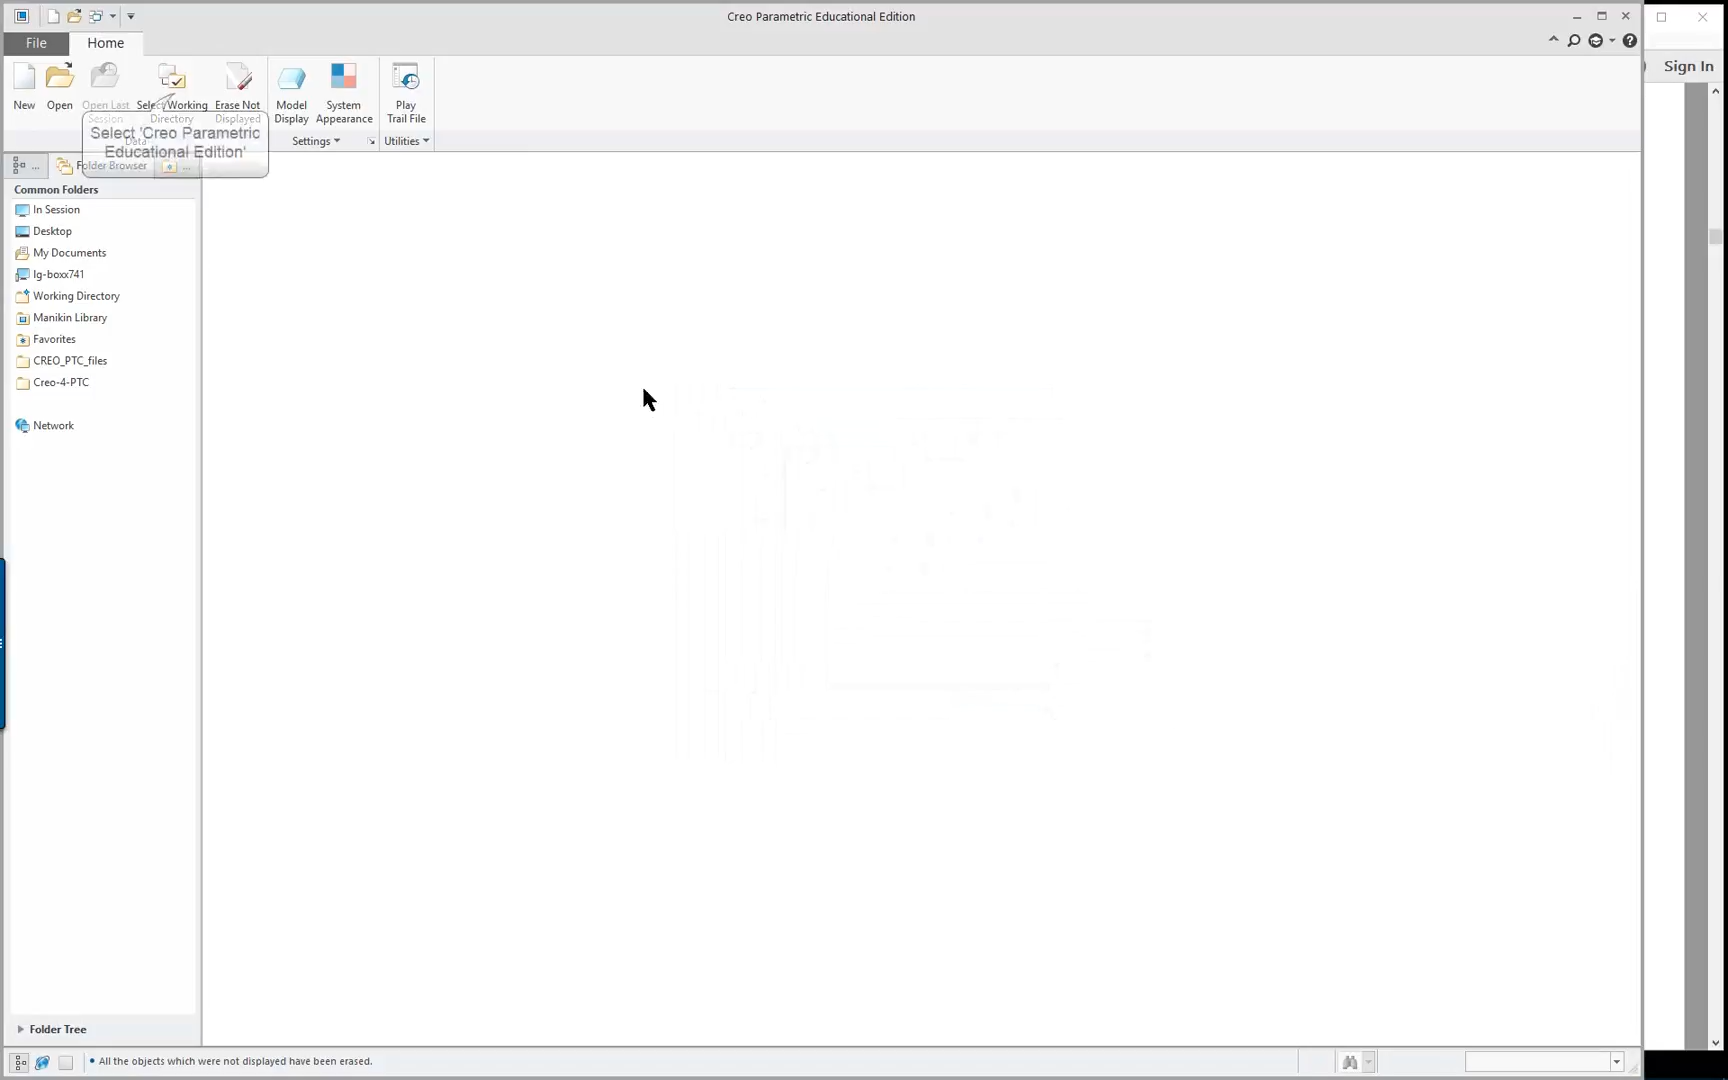 Creo Parametric Educational Edition
File
Home
Sign In
New
Open
Open Last
Session
Select Working
Directory
Erase Not
Displayed
Model
Display
System
Appearance
Play
Trail File
Data
Settings
Utilities
Select 'Creo Parametric
Educational Edition'
...
Folder Browser
...
Common Folders
In Session
Desktop
My Documents
lg-boxx741
Working Directory
Manikin Library
Favorites
CREO_PTC_files
Creo-4-PTC
Network
Folder Tree
• All the objects which were not displayed have been erased.